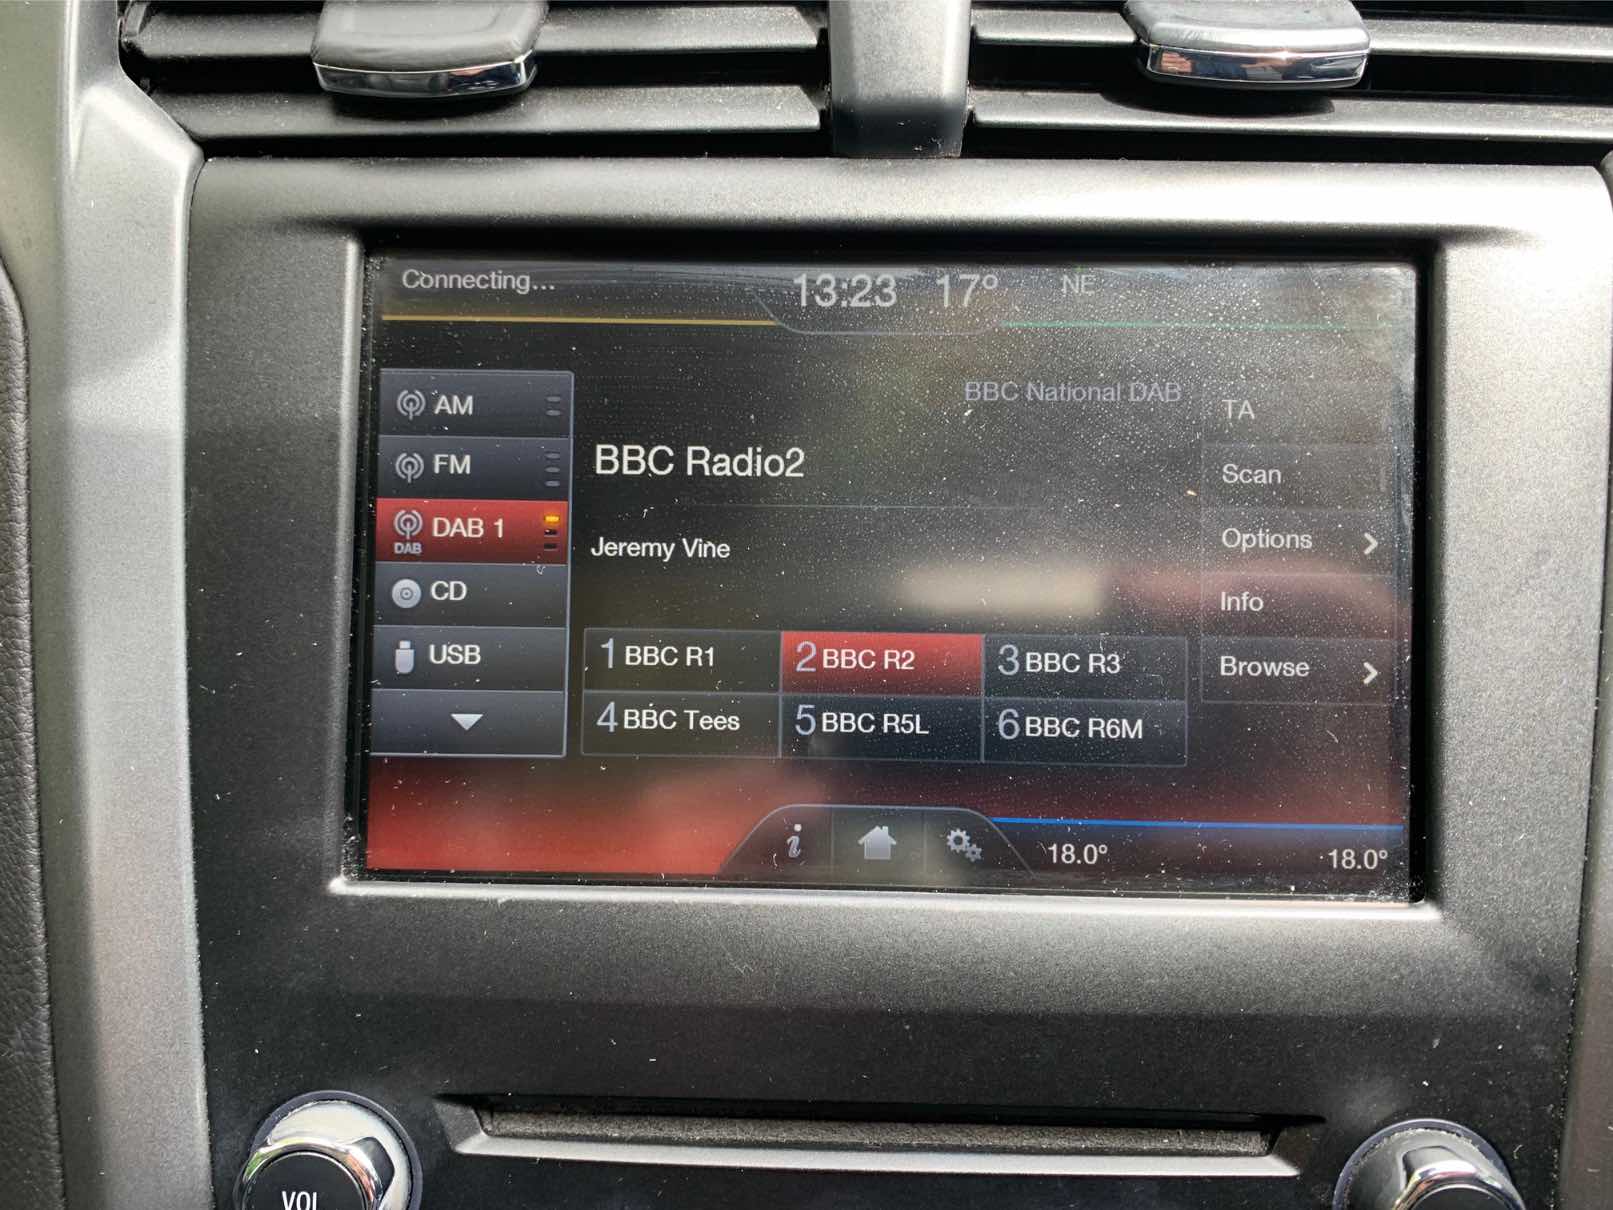 Connecting...
13:23 17° NE
AM
FM
DAB 1
DAB
CD
USB
BBC National DAB
BBC Radio2
Jeremy Vine
1 BBC R1
2 BBC R2
3 BBC R3
4 BBC Tees
5 BBC R5L
6 BBC R6M
TA
Scan
Options
Info
Browse
i
18.0°
18.0°
VOL